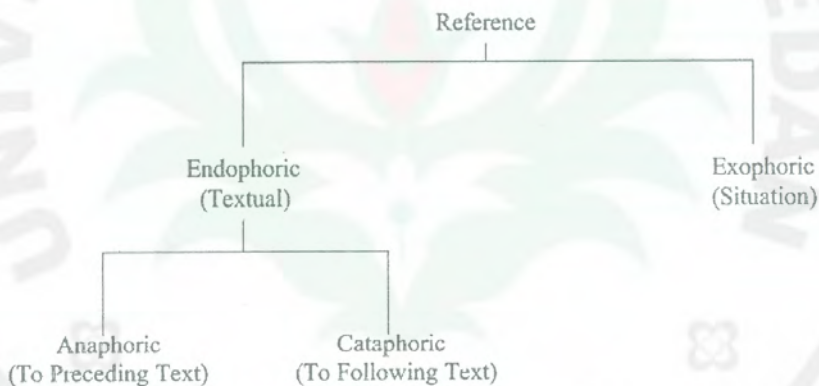 Reference
Endophoric
(Textual)
Exophoric
(Situation)
Anaphoric
(To Preceding Text)
Cataphoric
(To Following Text)